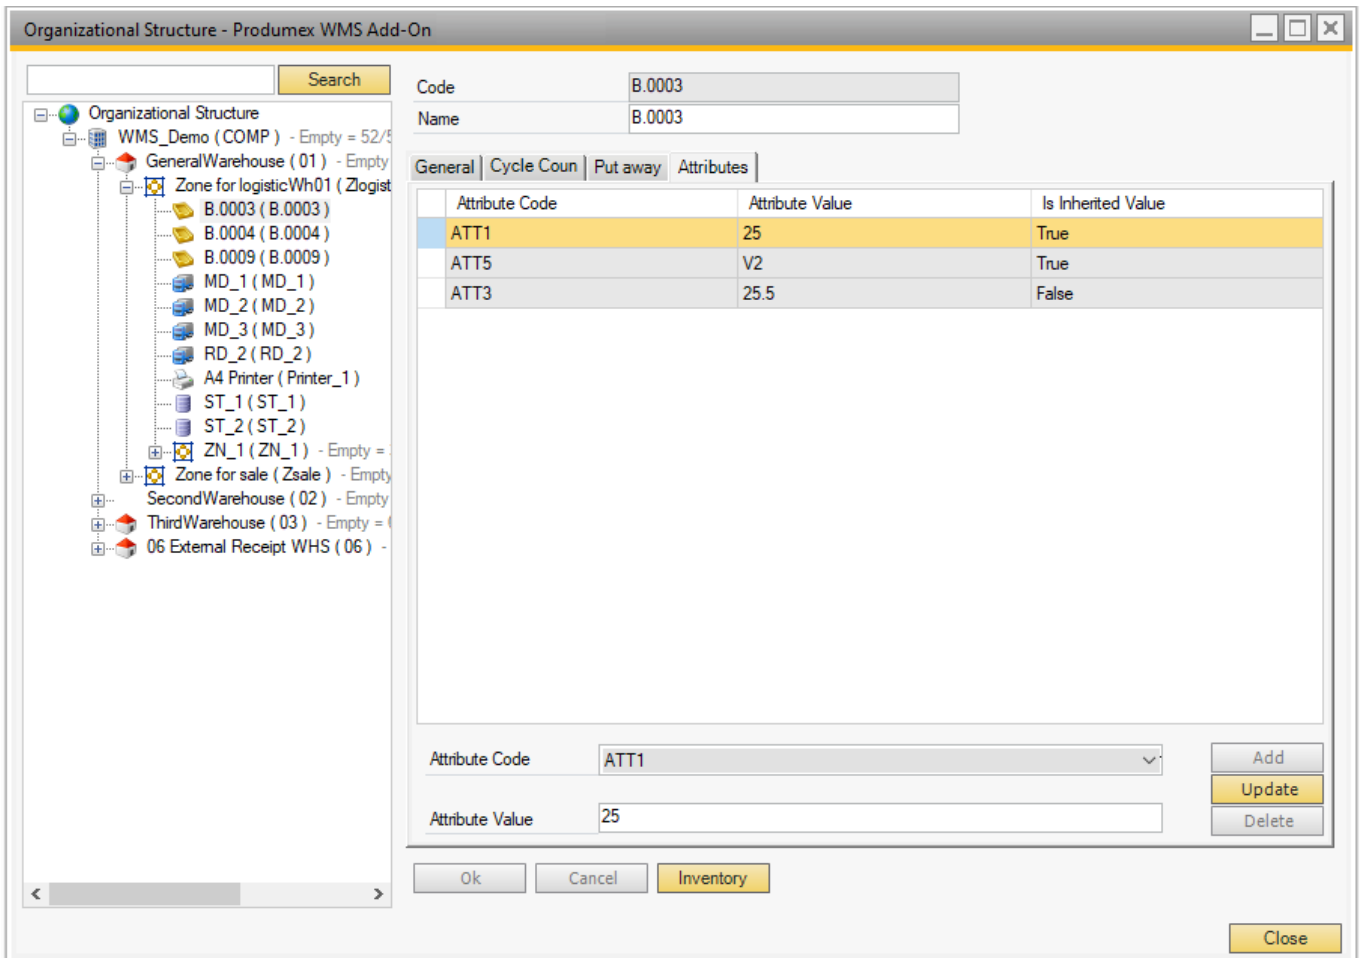 Organizational Structure - Produmex WMS Add-On
Search
Organizational Structure
WMS_Demo ( COMP ) - Empty = 52/5
GeneralWarehouse ( 01 ) - Empty
Zone for logisticWh01 ( Zlogist
B.0003 ( B.0003 )
B.0004 ( B.0004 )
B.0009 ( B.0009 )
MD_1 ( MD_1 )
MD_2 ( MD_2 )
MD_3 ( MD_3 )
RD_2 ( RD_2 )
A4 Printer ( Printer_1 )
ST_1 ( ST_1 )
ST_2 ( ST_2 )
ZN_1 ( ZN_1 ) - Empty =
Zone for sale ( Zsale ) - Empty
SecondWarehouse ( 02 ) - Empty
ThirdWarehouse ( 03 ) - Empty =
06 External Receipt WHS ( 06 ) -
Code B.0003
Name B.0003
General Cycle Coun Put away Attributes
Attribute Code Attribute Value Is Inherited Value
ATT1 25 True
ATT5 V2 True
ATT3 25.5 False
Attribute Code ATT1 Add
Update
Attribute Value 25 Delete
Ok Cancel Inventory
Close